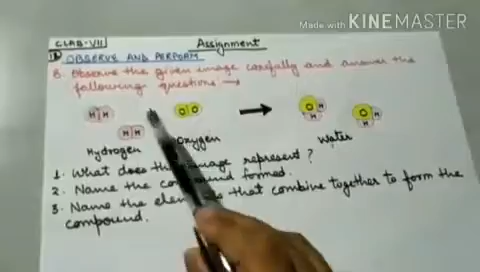 Made with KINEMASTER
CLASS-VII Assignment
OBSERVE AND PERFORM
B. Observe the given image carefully and answer the
following questions →
H H O O → O H H O H H
H H
Hydrogen Oxygen Water
1. What does the image represent?
2. Name the compound formed.
3. Name the elements that combine together to form the
compound.